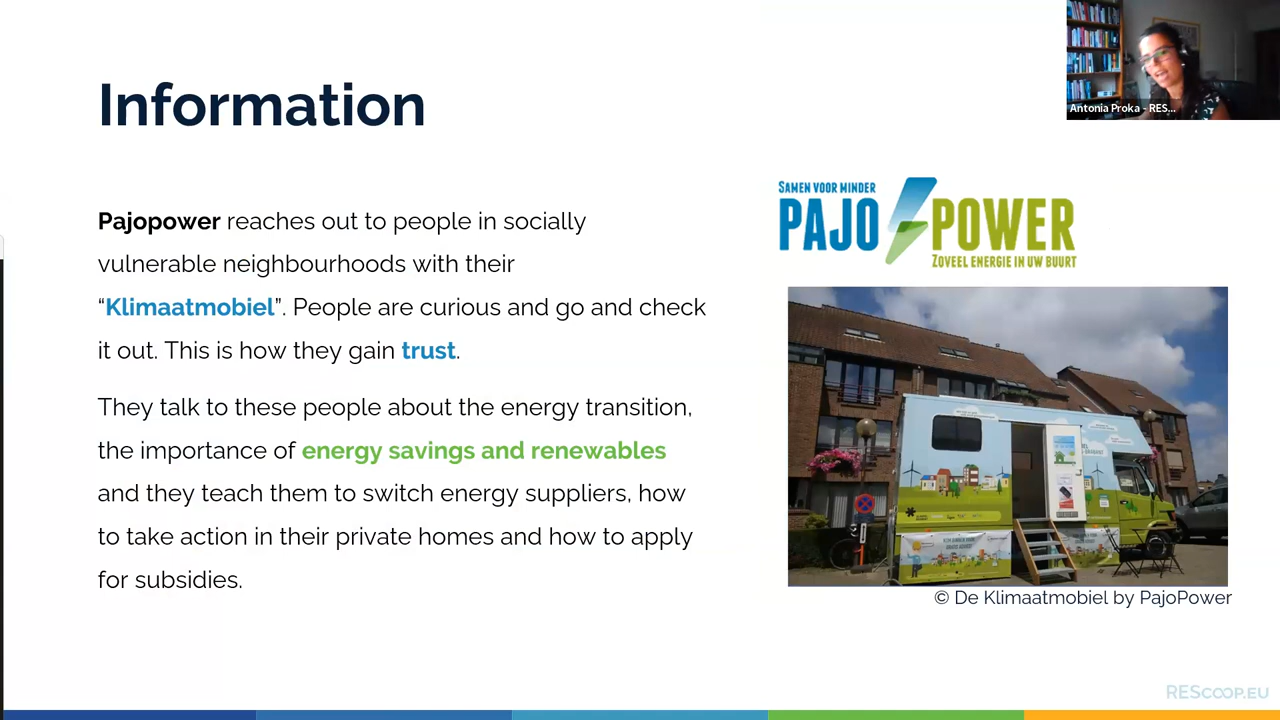 Information
Antonia Proka - RES...
Pajopower reaches out to people in socially
vulnerable neighbourhoods with their
“Klimaatmobiel”. People are curious and go and check
it out. This is how they gain trust.
They talk to these people about the energy transition,
the importance of energy savings and renewables
and they teach them to switch energy suppliers, how
to take action in their private homes and how to apply
for subsidies.
SAMEN VOOR MINDER
PAJO POWER
ZOVEEL ENERGIE IN UW BUURT
© De Klimaatmobiel by PajoPower
REScoop.eu